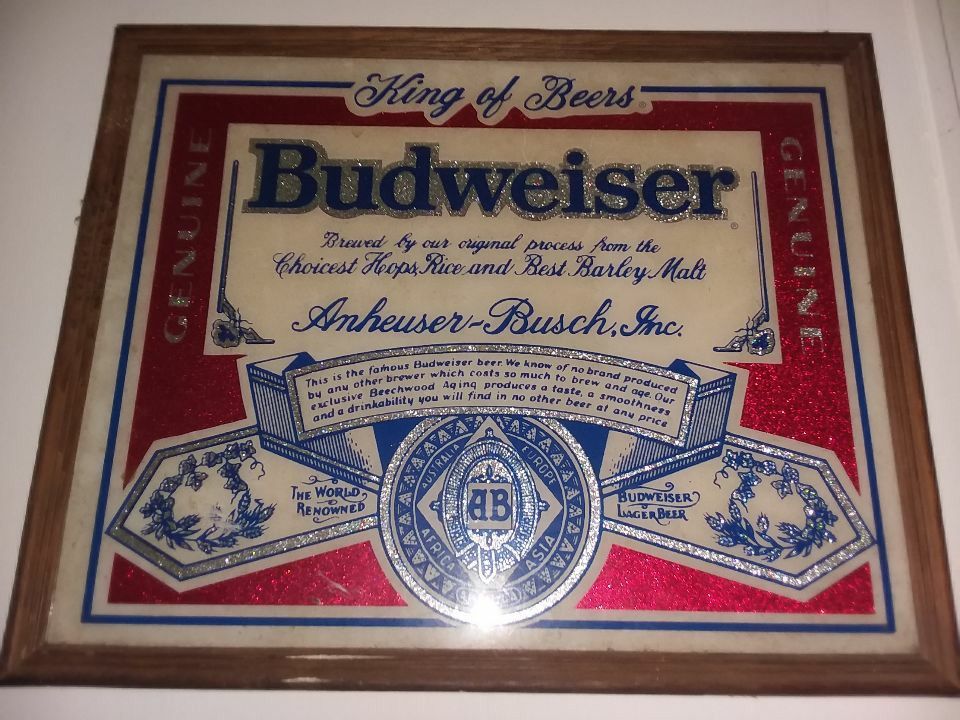 King of Beers®
GENUINE
GENUINE
Budweiser®
Brewed by our original process from the
Choicest Hops, Rice and Best Barley Malt
Anheuser-Busch, Inc.
This is the famous Budweiser beer. We know of no brand produced
by any other brewer which costs so much to brew and age. Our
exclusive Beechwood Aging produces a taste, a smoothness
and a drinkability you will find in no other beer at any price
THE WORLD
RENOWNED
BUDWEISER
LAGER BEER
AUSTRALIA
EUROPE
AB
AFRICA
ASIA